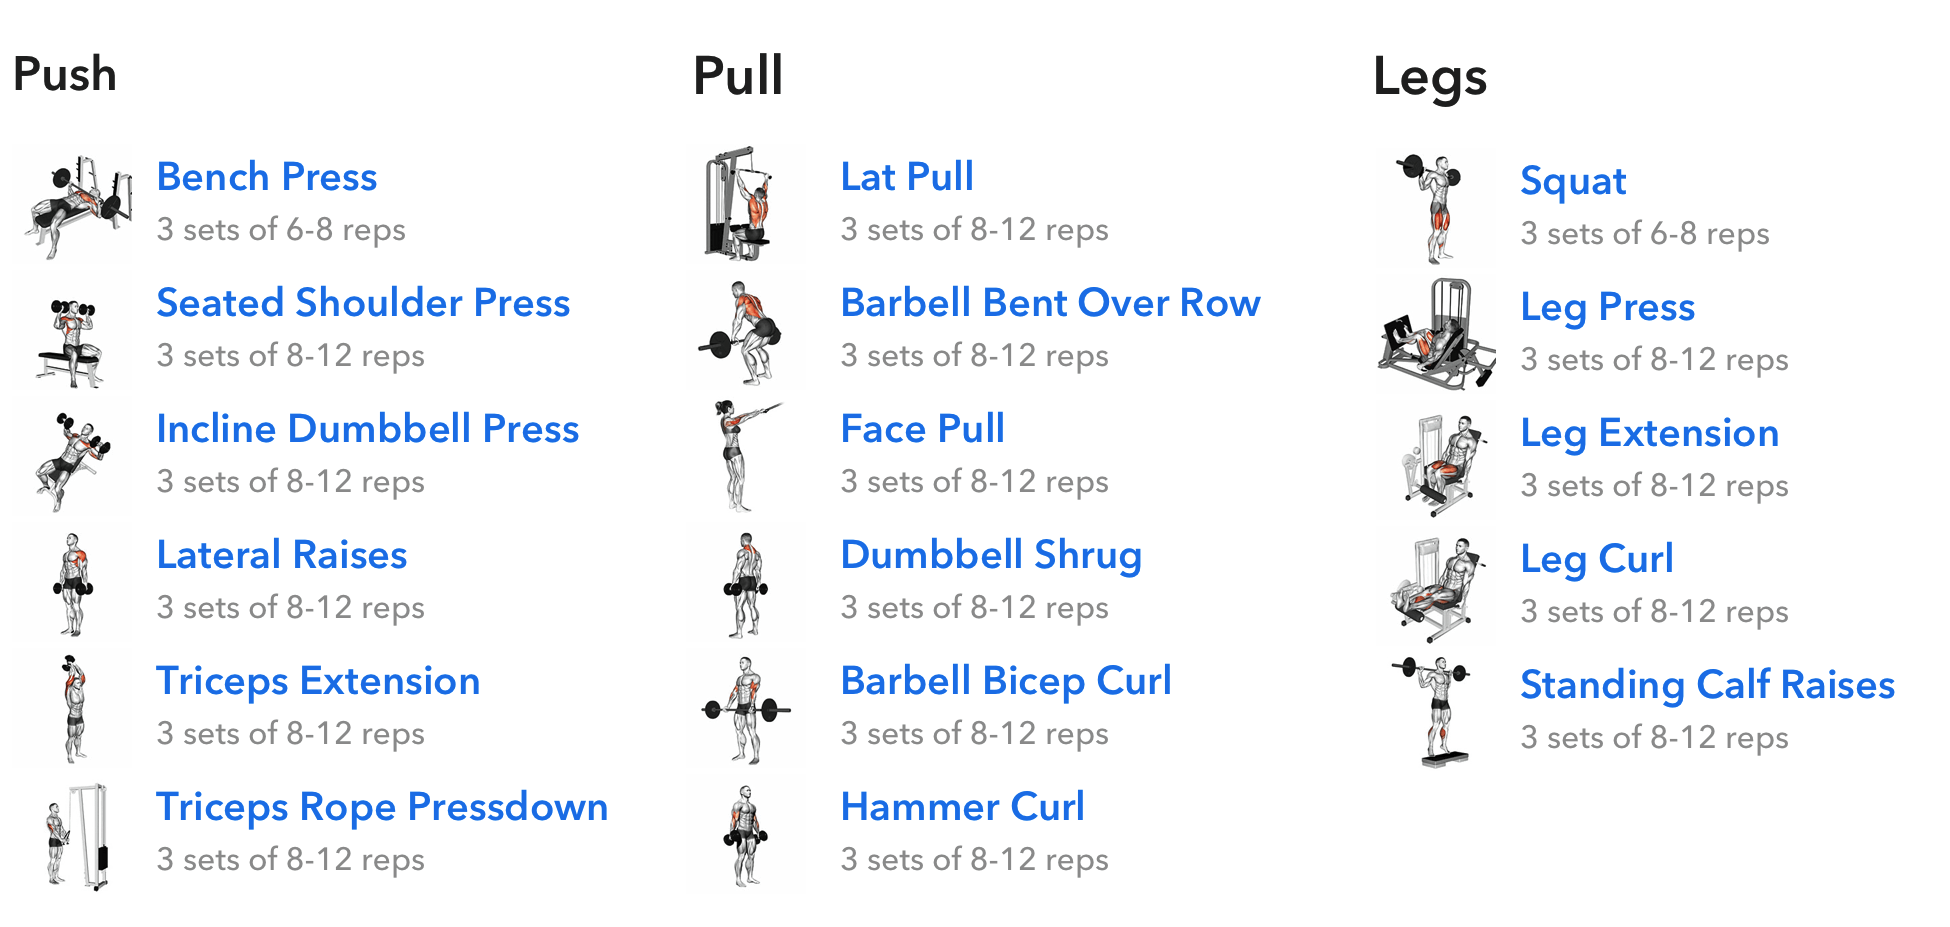 Push
Bench Press
3 sets of 6-8 reps
Seated Shoulder Press
3 sets of 8-12 reps
Incline Dumbbell Press
3 sets of 8-12 reps
Lateral Raises
3 sets of 8-12 reps
Triceps Extension
3 sets of 8-12 reps
Triceps Rope Pressdown
3 sets of 8-12 reps
Pull
Lat Pull
3 sets of 8-12 reps
Barbell Bent Over Row
3 sets of 8-12 reps
Face Pull
3 sets of 8-12 reps
Dumbbell Shrug
3 sets of 8-12 reps
Barbell Bicep Curl
3 sets of 8-12 reps
Hammer Curl
3 sets of 8-12 reps
Legs
Squat
3 sets of 6-8 reps
Leg Press
3 sets of 8-12 reps
Leg Extension
3 sets of 8-12 reps
Leg Curl
3 sets of 8-12 reps
Standing Calf Raises
3 sets of 8-12 reps